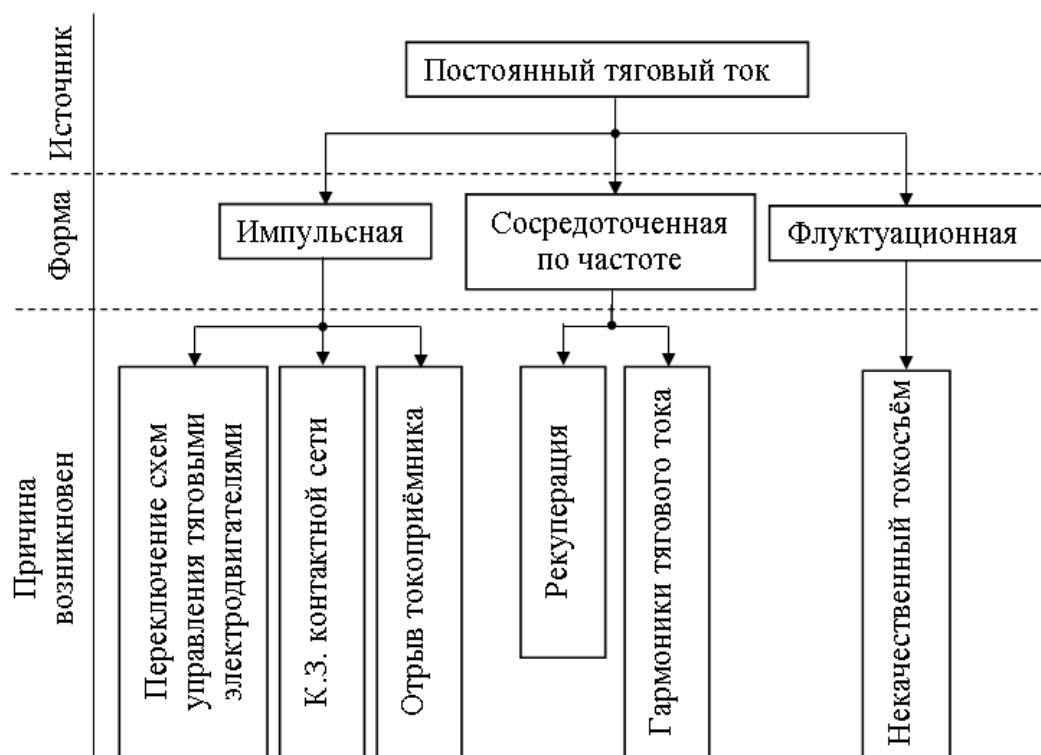 Источник
Постоянный тяговый ток
Форма
Импульсная
Сосредоточенная
по частоте
Флуктуационная
Причина
возникновен
Переключение схем
управления тяговыми
электродвигателями
К.З. контактной сети
Отрыв токоприёмника
Рекуперация
Гармоники тягового тока
Некачественный токосъём